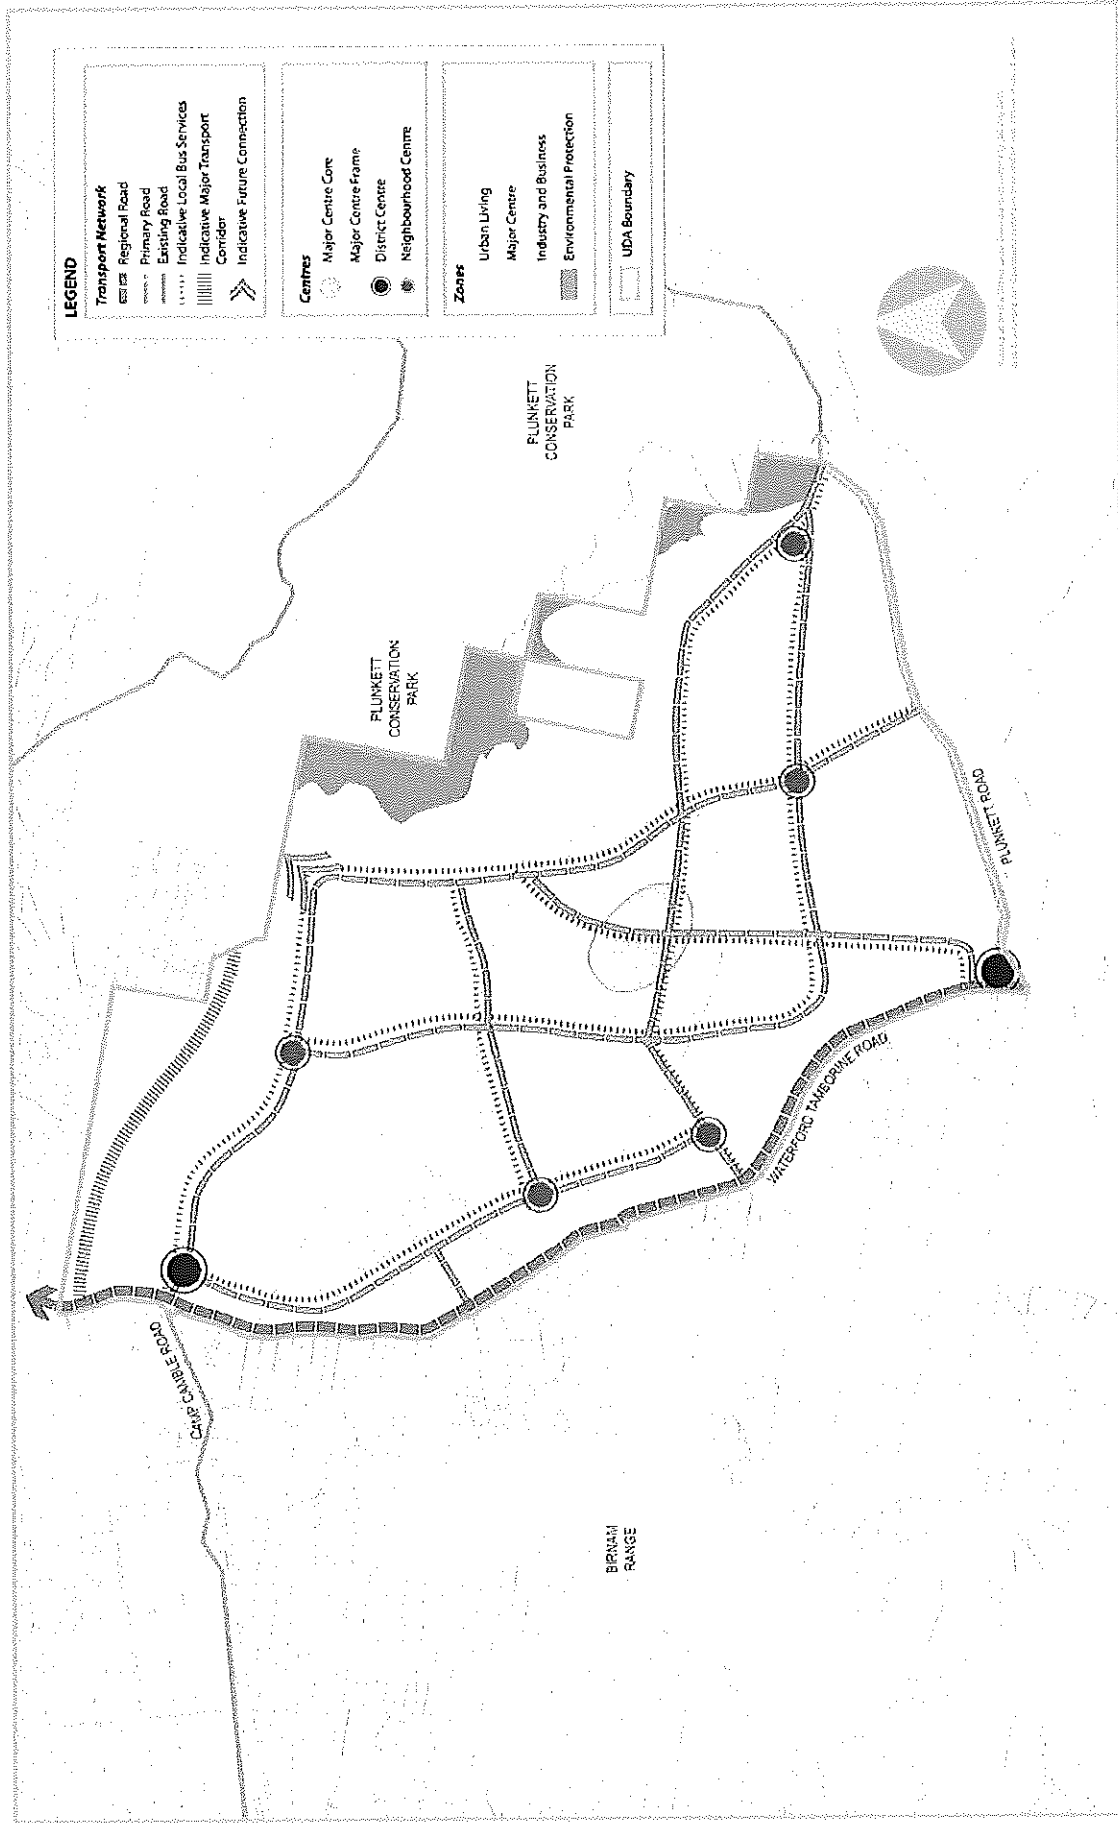 LEGEND
Transport Network
Regional Road
Primary Road
Existing Road
Indicative Local Bus Services
Indicative Major Transport
Corridor
Indicative Future Connection
Centres
Major Centre Core
Major Centre Frame
District Centre
Neighbourhood Centre
Zones
Urban Living
Major Centre
Industry and Business
Environmental Protection
UDA Boundary
PLUNKETT
CONSERVATION
PARK
PLUNKETT
CONSERVATION
PARK
PLUNKETT ROAD
WATERFORD TAMBORINE ROAD
CAMP CABLE ROAD
BIRNAM
RANGE